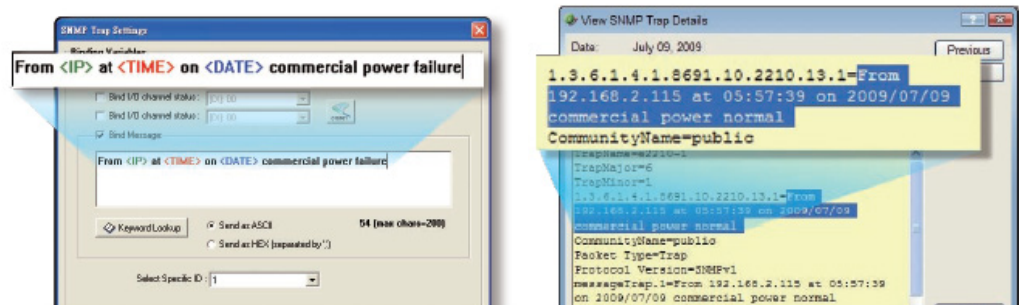 SNMP Trap Settings
Binding Variables
From <IP> at <TIME> on <DATE> commercial power failure
Bind I/O channel status:
Bind I/O channel status:
Bind Message
From <IP> at <TIME> on <DATE> commercial power failure
Keyword Lookup
Send as ASCII
54 (max chars=200)
Send as HEX (separated by ',')
Select Specific ID : 1
View SNMP Trap Details
Date: July 09, 2009
Previous
1.3.6.1.4.1.8691.10.2210.13.1=From
192.168.2.115 at 05:57:39 on 2009/07/09
commercial power normal
CommunityName=public
TrapName=e2210-1
TrapMajor=6
TrapMinor=1
1.3.6.1.4.1.8691.10.2210.13.1=From
192.168.2.115 at 05:57:39 on 2009/07/09
commercial power normal
CommunityName=public
Packet Type=Trap
Protocol Version=SNMPv1
messageTrap.1=From 192.168.2.115 at 05:57:39
on 2009/07/09 commercial power normal